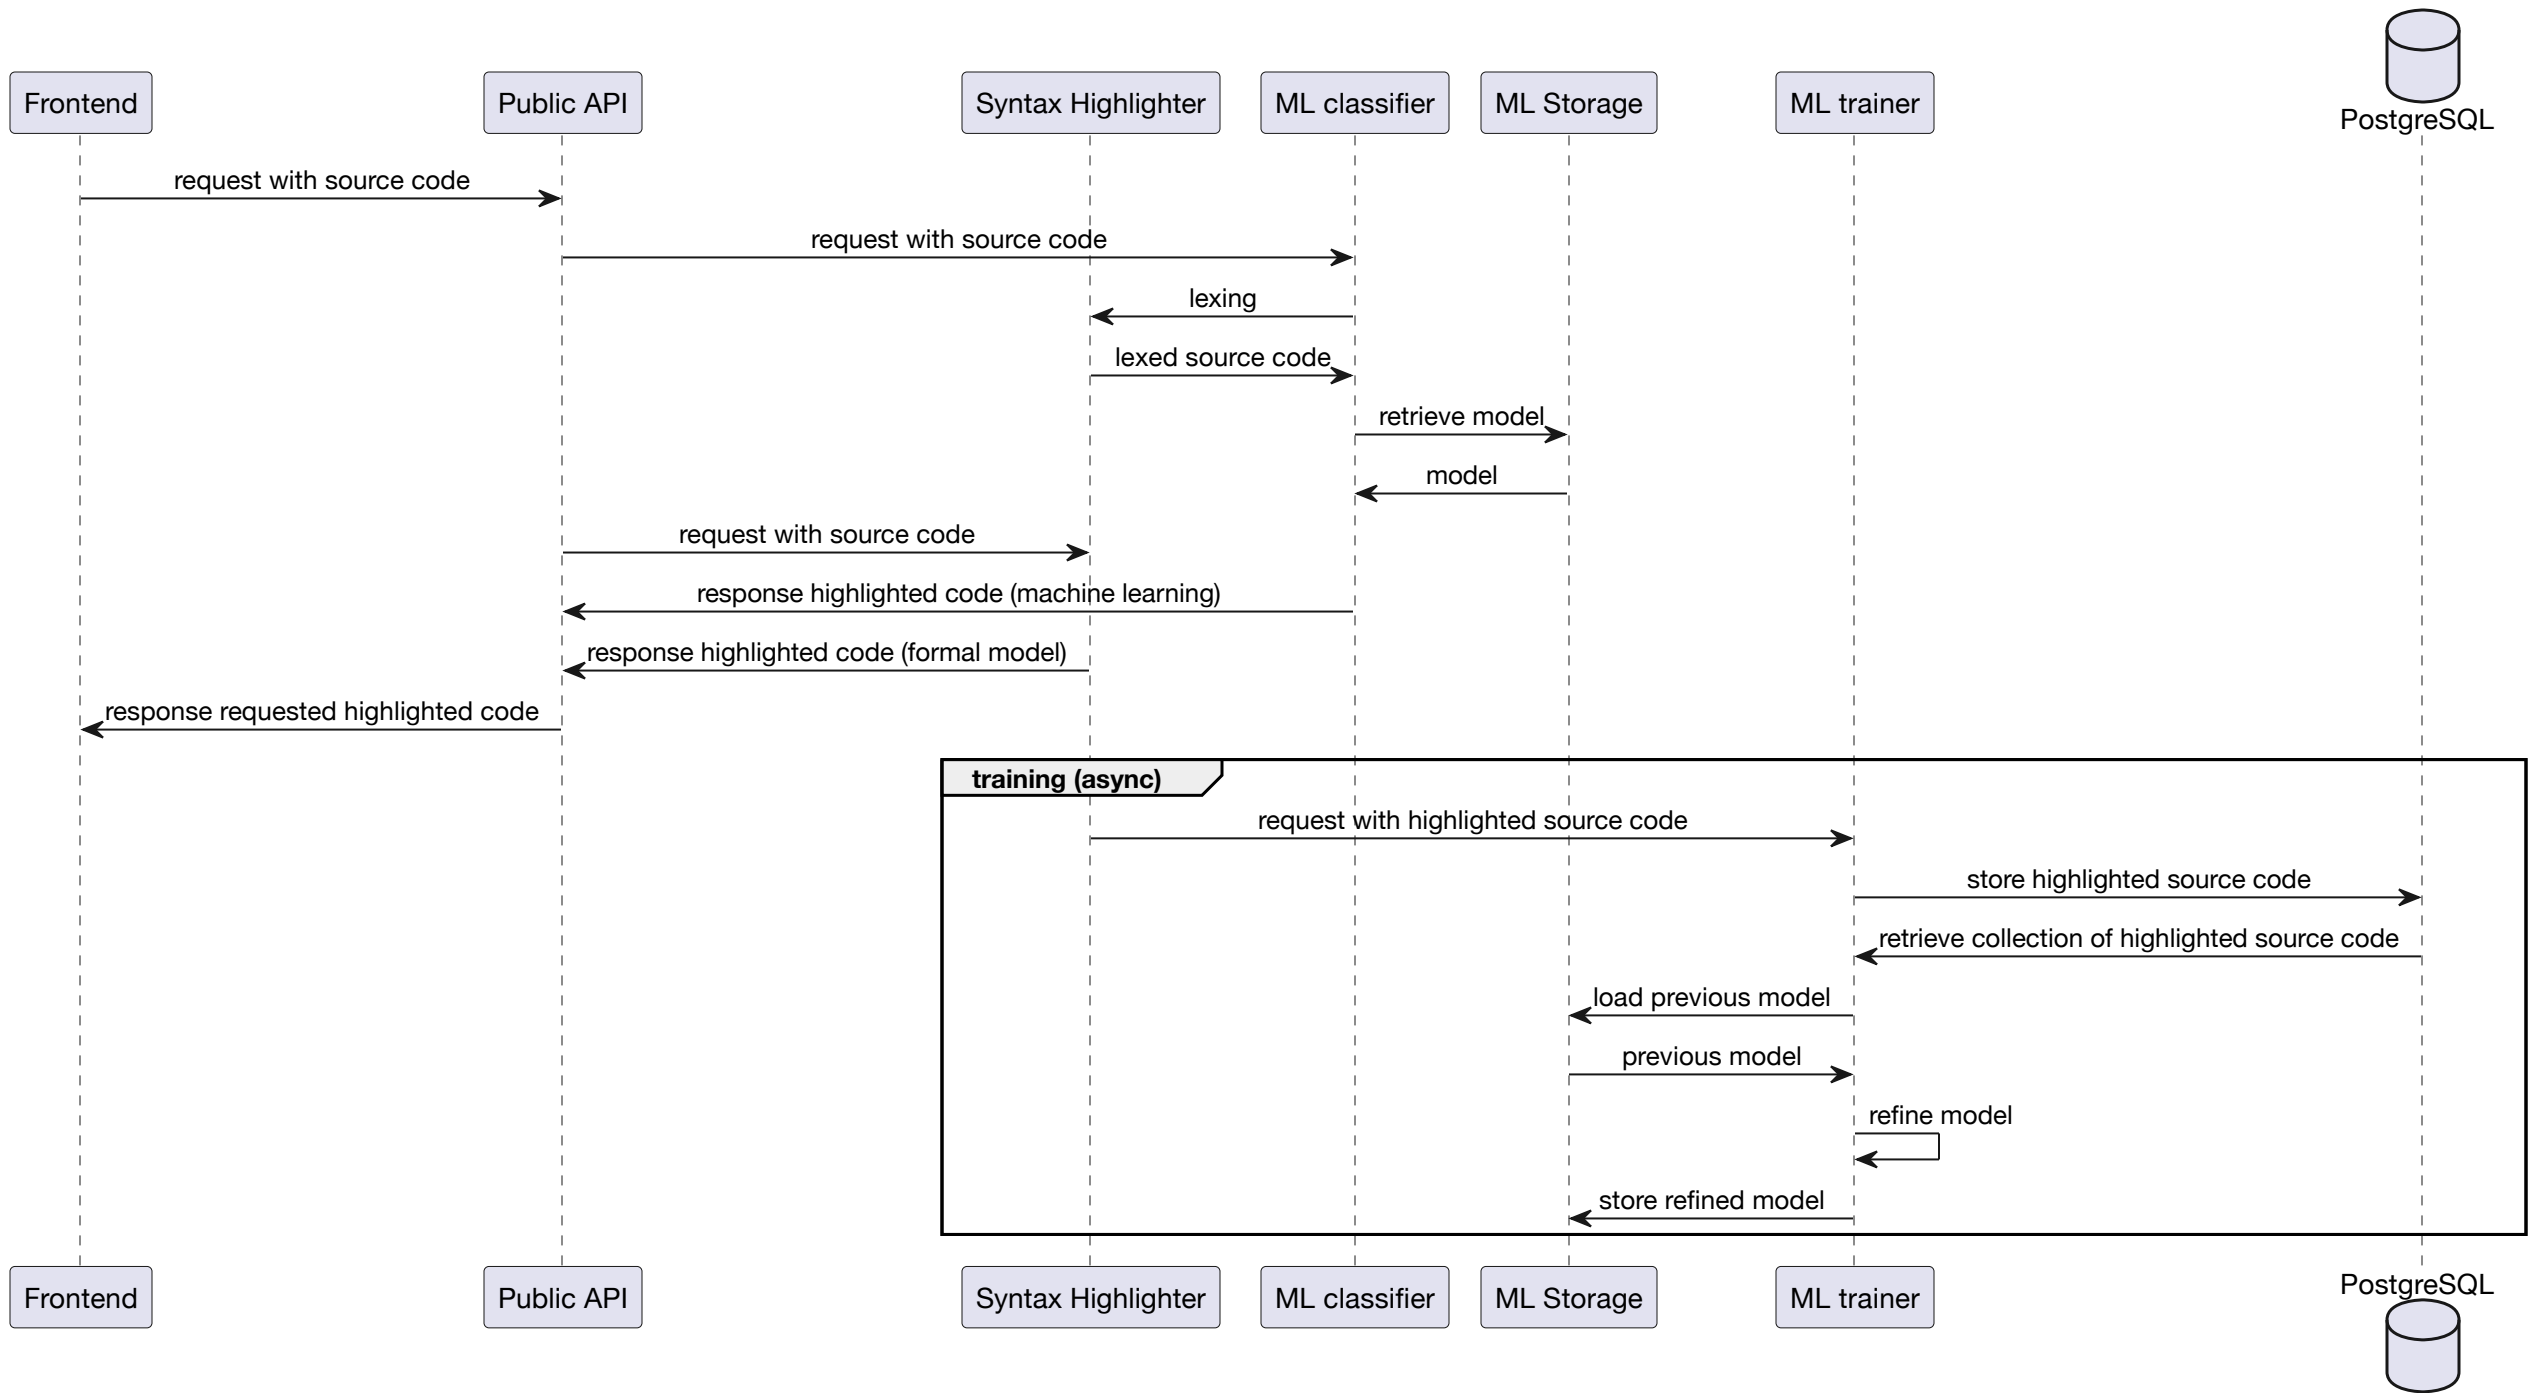 Frontend
Public API
Syntax Highlighter
ML classifier
ML Storage
ML trainer
PostgreSQL
request with source code
request with source code
lexing
lexed source code
retrieve model
model
request with source code
response highlighted code (machine learning)
response highlighted code (formal model)
response requested highlighted code
training (async)
request with highlighted source code
store highlighted source code
retrieve collection of highlighted source code
load previous model
previous model
refine model
store refined model
Frontend
Public API
Syntax Highlighter
ML classifier
ML Storage
ML trainer
PostgreSQL